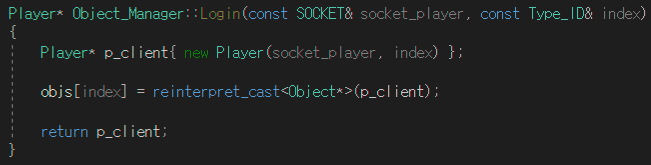 Player* Object_Manager::Login(const SOCKET& socket_player, const Type_ID& index)
{
Player* p_client{ new Player(socket_player, index) };
objs[index] = reinterpret_cast<Object*>(p_client);
return p_client;
}